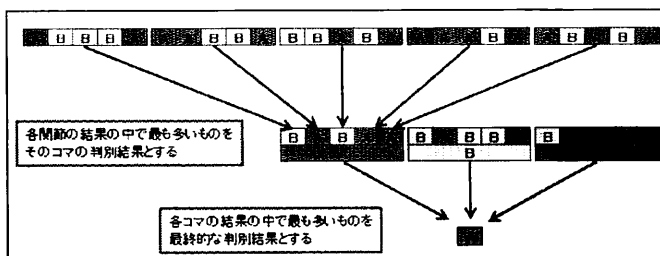 B B B B B B B B B B B
各関節の結果の中で最も多いものを
そのコマの判別結果とする
B B B B B B
B
各コマの結果の中で最も多いものを
最終的な判別結果とする